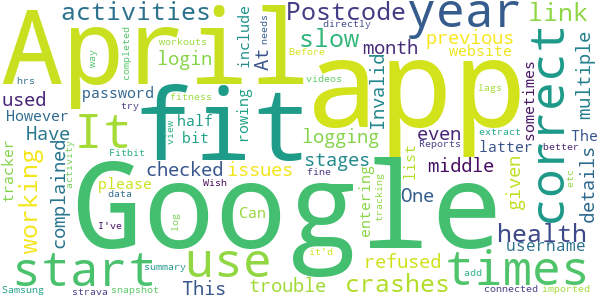 April
app
year
activities
Postcode
link
slow
previous
month
website
At
needs
directly
include
login
Before
workouts
completed
way
try
password
hrs
used
However
Have
It
fit
half
bit
rowing
videos
fitness
view
lags
Invalid
sometimes
even
The
extract
multiple
correct
logging
latter
Reports
better
stages
checked
issues
fine
middle
details
tracker
working
complained
activity
Fitbit
data
please
Wish
Can
One
list
entering
tracking
etc
given
health
I've
log
Google
refused
username
start
use
it'd
times
trouble
crashes
add
summary
This
Samsung
strava
snapshot
connected
imported